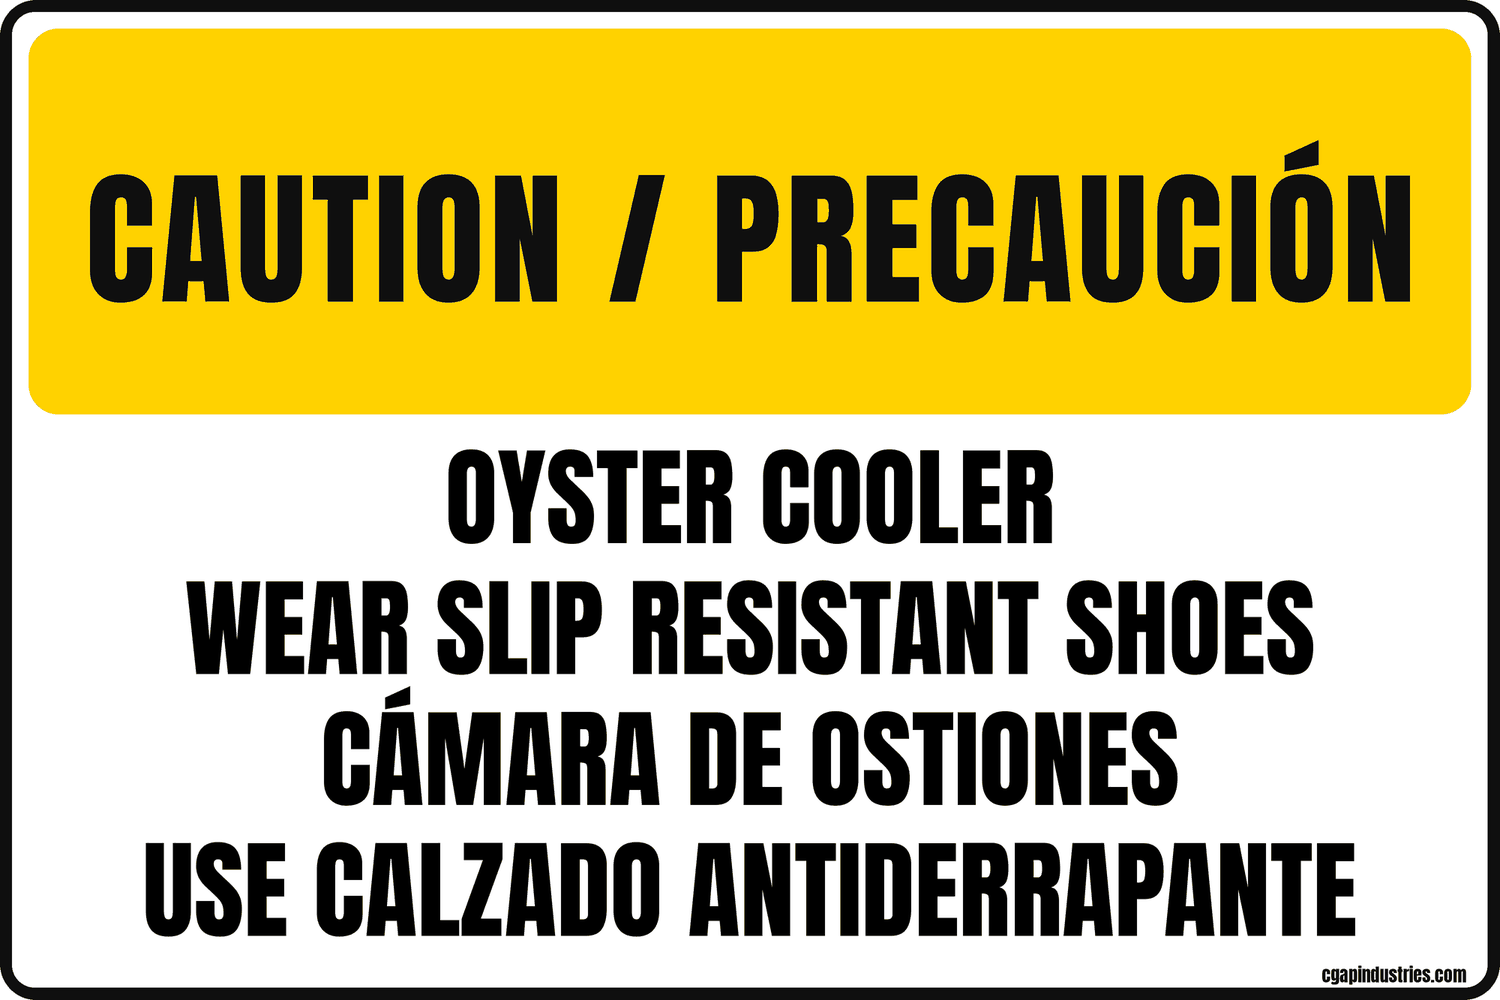 CAUTION / PRECAUCIÓN
OYSTER COOLER
WEAR SLIP RESISTANT SHOES
CÁMARA DE OSTIONES
USE CALZADO ANTIDERRAPANTE
cgapindustries.com